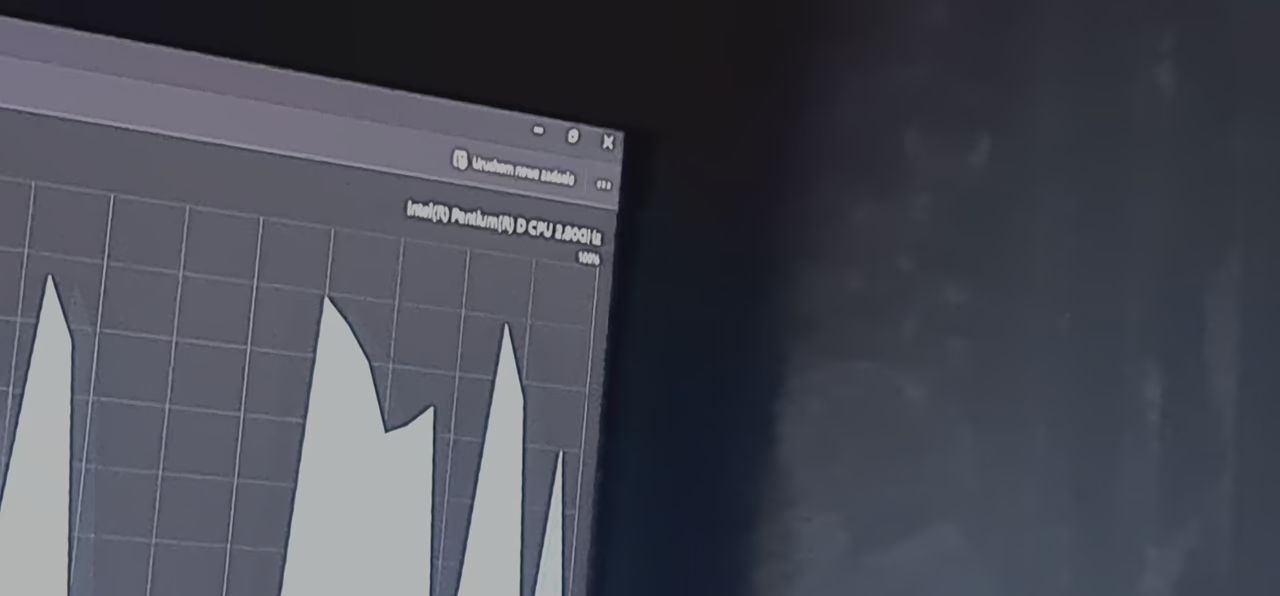 Uruchom nowe zadanie
Intel(R) Pentium(R) D CPU 2.80GHz
100%